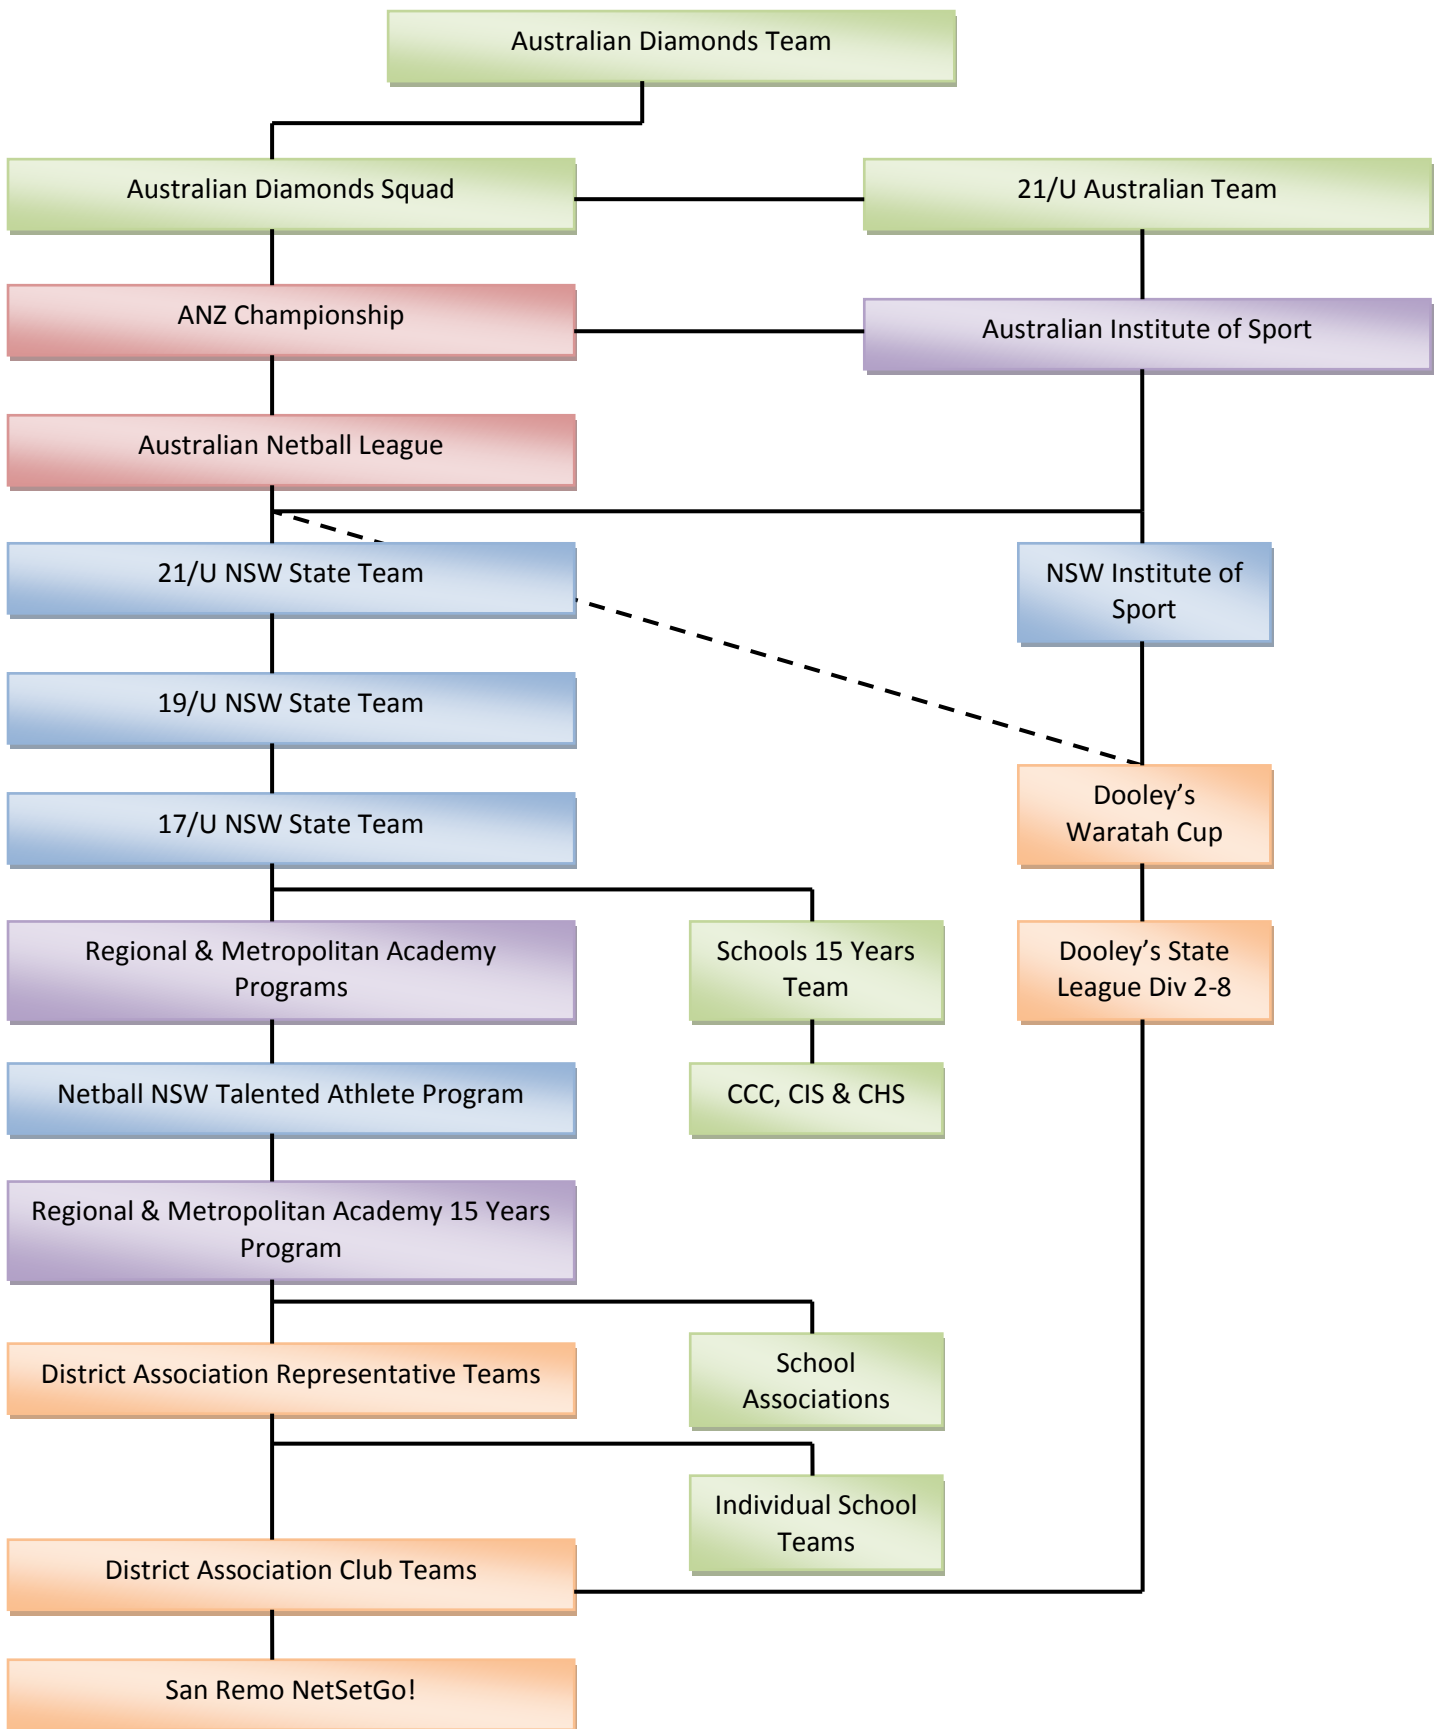 Australian Diamonds Team
Australian Diamonds Squad
21/U Australian Team
ANZ Championship
Australian Institute of Sport
Australian Netball League
21/U NSW State Team
NSW Institute of
Sport
19/U NSW State Team
17/U NSW State Team
Dooley’s
Waratah Cup
Regional & Metropolitan Academy
Programs
Schools 15 Years
Team
Dooley’s State
League Div 2-8
Netball NSW Talented Athlete Program
CCC, CIS & CHS
Regional & Metropolitan Academy 15 Years
Program
District Association Representative Teams
School
Associations
Individual School
Teams
District Association Club Teams
San Remo NetSetGo!